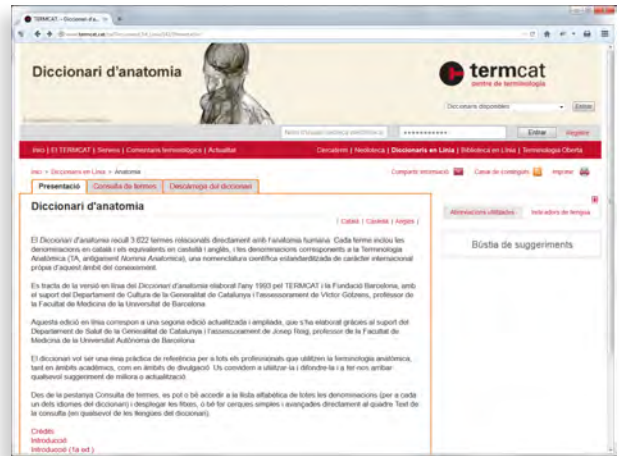 TERMCAT - Diccionari d'a...
www.termcat.cat
Diccionari d'anatomia
termcat
centre de terminologia
Diccionaris disponibles
Entrar
Entrar Registre
Inici | El TERMCAT | Serveis | Comentaris terminològics | Actualitat
Cercaterm | Neoloteca | Diccionaris en Línia | Biblioteca en Línia | Terminologia Oberta
Inici > Diccionaris en Línia > Anatomia
Compartir informació Canal de continguts Imprimir
Presentació Consulta de termes Descàrrega del diccionari
Diccionari d'anatomia
| Català | Castellà | Anglès |
Abreviacions utilitzades Indicadors de llengua
Bústia de suggeriments
El Diccionari d'anatomia recull 3 822 termes relacionats directament amb l'anatomia humana. Cada terme inclou les
denominacions en català i els equivalents en castellà i anglès, i les denominacions corresponents a la Terminologia
Anatòmica (TA, antigament Nomina Anatomica), una nomenclatura científica estandarditzada de caràcter internacional
pròpia d'aquest àmbit del coneixement.
Es tracta de la versió en línia del Diccionari d'anatomia elaborat l'any 1993 pel TERMCAT i la Fundació Barcelona, amb
el suport del Departament de Cultura de la Generalitat de Catalunya i l'assessorament de Víctor Götzens, professor de
la Facultat de Medicina de la Universitat de Barcelona.
Aquesta edició en línia correspon a una segona edició actualitzada i ampliada, que s'ha elaborat gràcies al suport del
Departament de Salut de la Generalitat de Catalunya i l'assessorament de Josep Roig, professor de la Facultat de
Medicina de la Universitat Autònoma de Barcelona.
El diccionari vol ser una eina pràctica de referència per a tots els professionals que utilitzen la terminologia anatòmica,
tant en àmbits acadèmics, com en àmbits de divulgació. Us convidem a utilitzar-la i difondre-la i a fer-nos arribar
qualsevol suggeriment de millora o actualització.
Des de la pestanya Consulta de termes, es pot o bé accedir a la llista alfabètica de totes les denominacions (per a cada
un dels idiomes del diccionari) i desplegar les fitxes, o bé fer cerques simples i avançades directament al quadre Text de
la consulta (en qualsevol de les llengües del diccionari).
Crèdits
Introducció
Introducció (1a ed.)